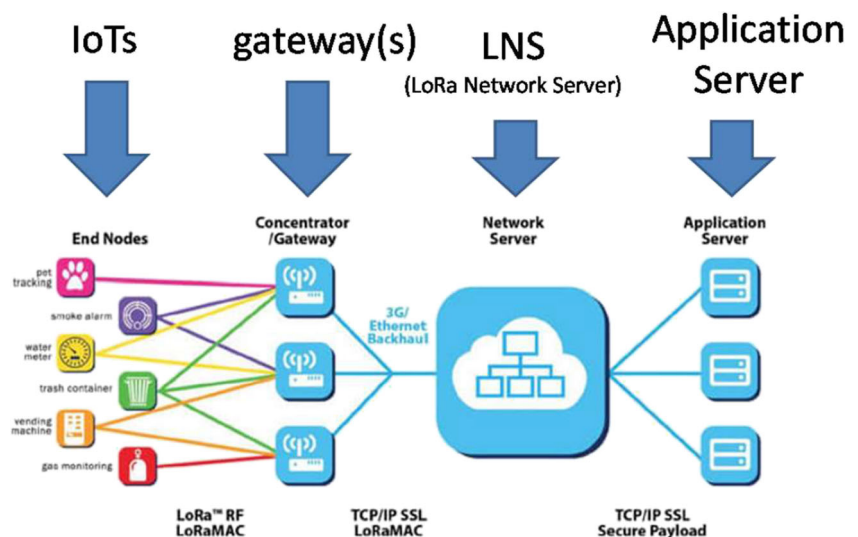 IoTs
gateway(s)
LNS
(LoRa Network Server)
Application
Server
End Nodes
Concentrator
/Gateway
Network
Server
Application
Server
pet
tracking
smoke alarm
water
meter
trash container
vending
machine
gas monitoring
3G/
Ethernet
Backhaul
LoRa™ RF
LoRaMAC
TCP/IP SSL
LoRaMAC
TCP/IP SSL
Secure Payload